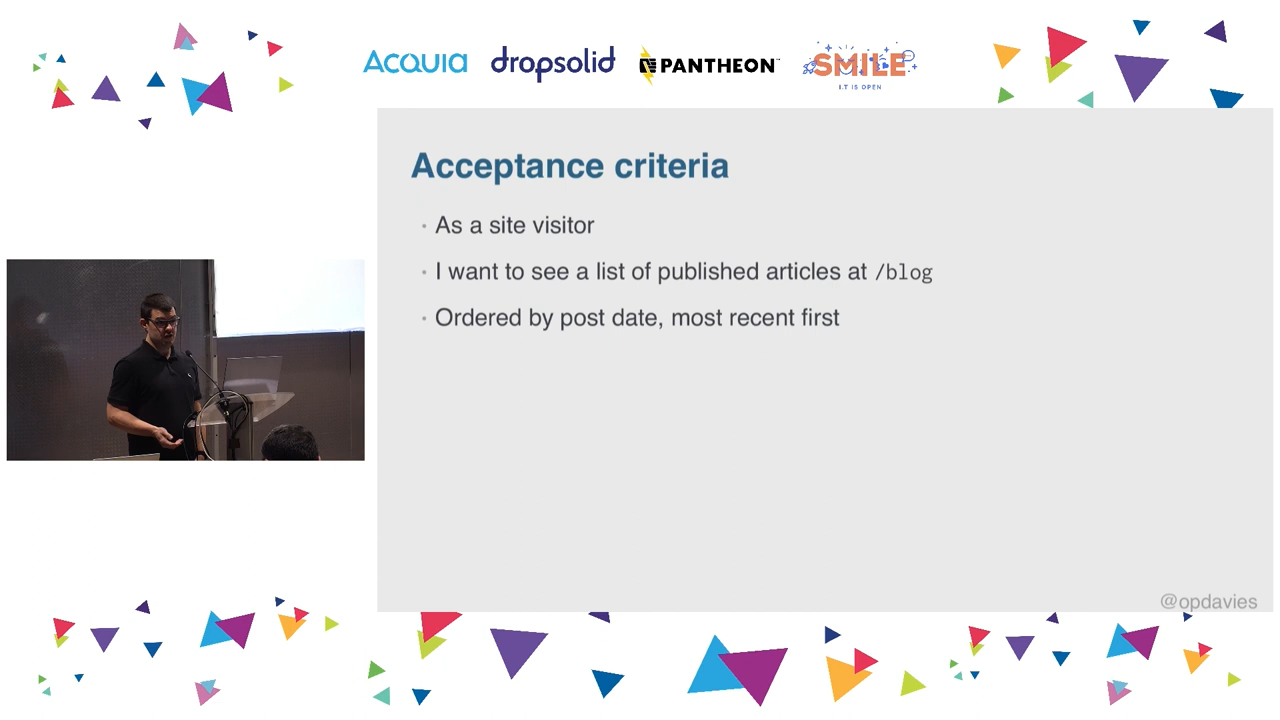 ACQUIA
dropsolid
PANTHEON
SMILE
I.T IS OPEN
Acceptance criteria
· As a site visitor
· I want to see a list of published articles at /blog
· Ordered by post date, most recent first
@opdavies